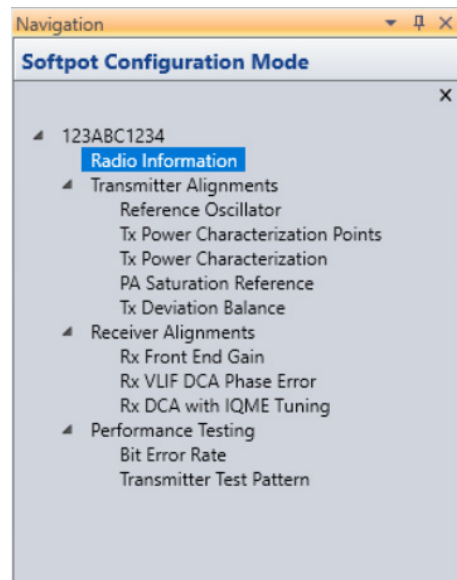 Navigation
Softpot Configuration Mode
123ABC1234
Radio Information
Transmitter Alignments
Reference Oscillator
Tx Power Characterization Points
Tx Power Characterization
PA Saturation Reference
Tx Deviation Balance
Receiver Alignments
Rx Front End Gain
Rx VLIF DCA Phase Error
Rx DCA with IQME Tuning
Performance Testing
Bit Error Rate
Transmitter Test Pattern